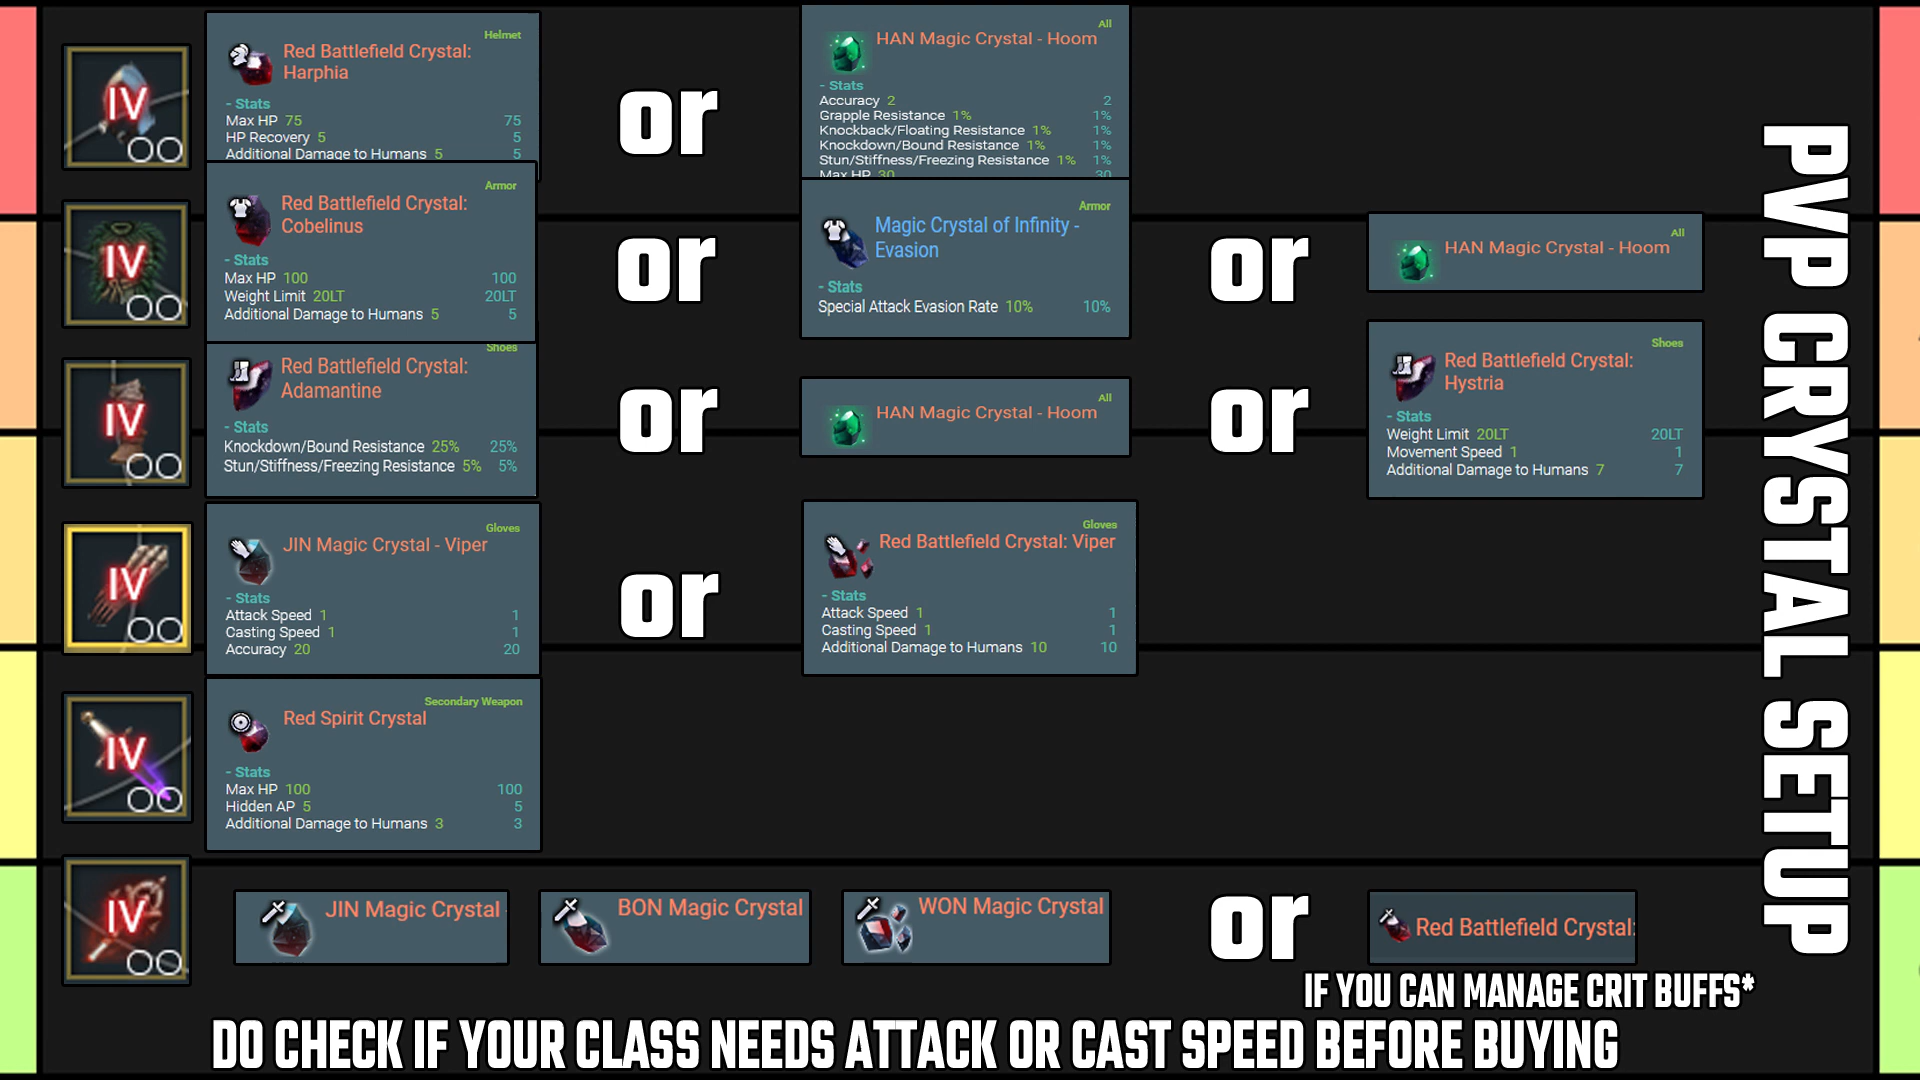 IV
Helmet
Red Battlefield Crystal:
Harphia
- Stats
Max HP 75 75
HP Recovery 5 5
Additional Damage to Humans 5 5
or
All
HAN Magic Crystal - Hoom
- Stats
Accuracy 2 2
Grapple Resistance 1% 1%
Knockback/Floating Resistance 1% 1%
Knockdown/Bound Resistance 1% 1%
Stun/Stiffness/Freezing Resistance 1% 1%
Max HP 30 30
IV
Armor
Red Battlefield Crystal:
Cobelinus
- Stats
Max HP 100 100
Weight Limit 20LT 20LT
Additional Damage to Humans 5 5
or
Armor
Magic Crystal of Infinity -
Evasion
- Stats
Special Attack Evasion Rate 10% 10%
or
All
HAN Magic Crystal - Hoom
IV
Shoes
Red Battlefield Crystal:
Adamantine
- Stats
Knockdown/Bound Resistance 25% 25%
Stun/Stiffness/Freezing Resistance 5% 5%
or
All
HAN Magic Crystal - Hoom
or
Shoes
Red Battlefield Crystal:
Hystria
- Stats
Weight Limit 20LT 20LT
Movement Speed 1 1
Additional Damage to Humans 7 7
IV
Gloves
JIN Magic Crystal - Viper
- Stats
Attack Speed 1 1
Casting Speed 1 1
Accuracy 20 20
or
Gloves
Red Battlefield Crystal: Viper
- Stats
Attack Speed 1 1
Casting Speed 1 1
Additional Damage to Humans 10 10
IV
Secondary Weapon
Red Spirit Crystal
- Stats
Max HP 100 100
Hidden AP 5 5
Additional Damage to Humans 3 3
IV
JIN Magic Crystal
BON Magic Crystal
WON Magic Crystal
or
Red Battlefield Crystal:
IF YOU CAN MANAGE CRIT BUFFS*
DO CHECK IF YOUR CLASS NEEDS ATTACK OR CAST SPEED BEFORE BUYING
PVP CRYSTAL SETUP